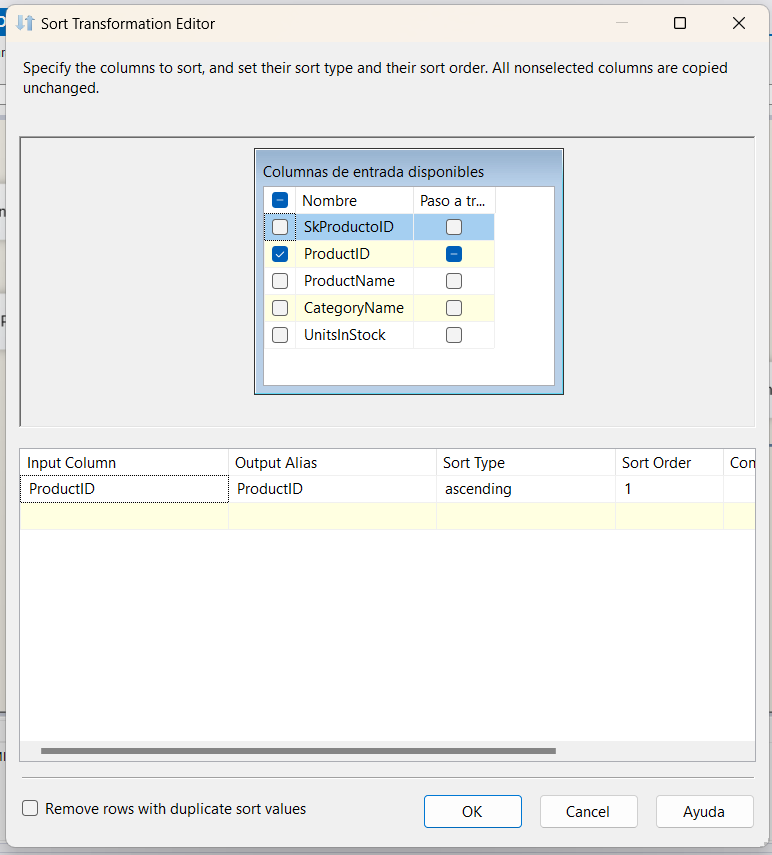 Sort Transformation Editor
Specify the columns to sort, and set their sort type and their sort order. All nonselected columns are copied
unchanged.
Columnas de entrada disponibles
Nombre Paso a tr...
SkProductoID
ProductID
ProductName
CategoryName
UnitsInStock
Input Column Output Alias Sort Type Sort Order Con
ProductID ProductID ascending 1
Remove rows with duplicate sort values
OK Cancel Ayuda